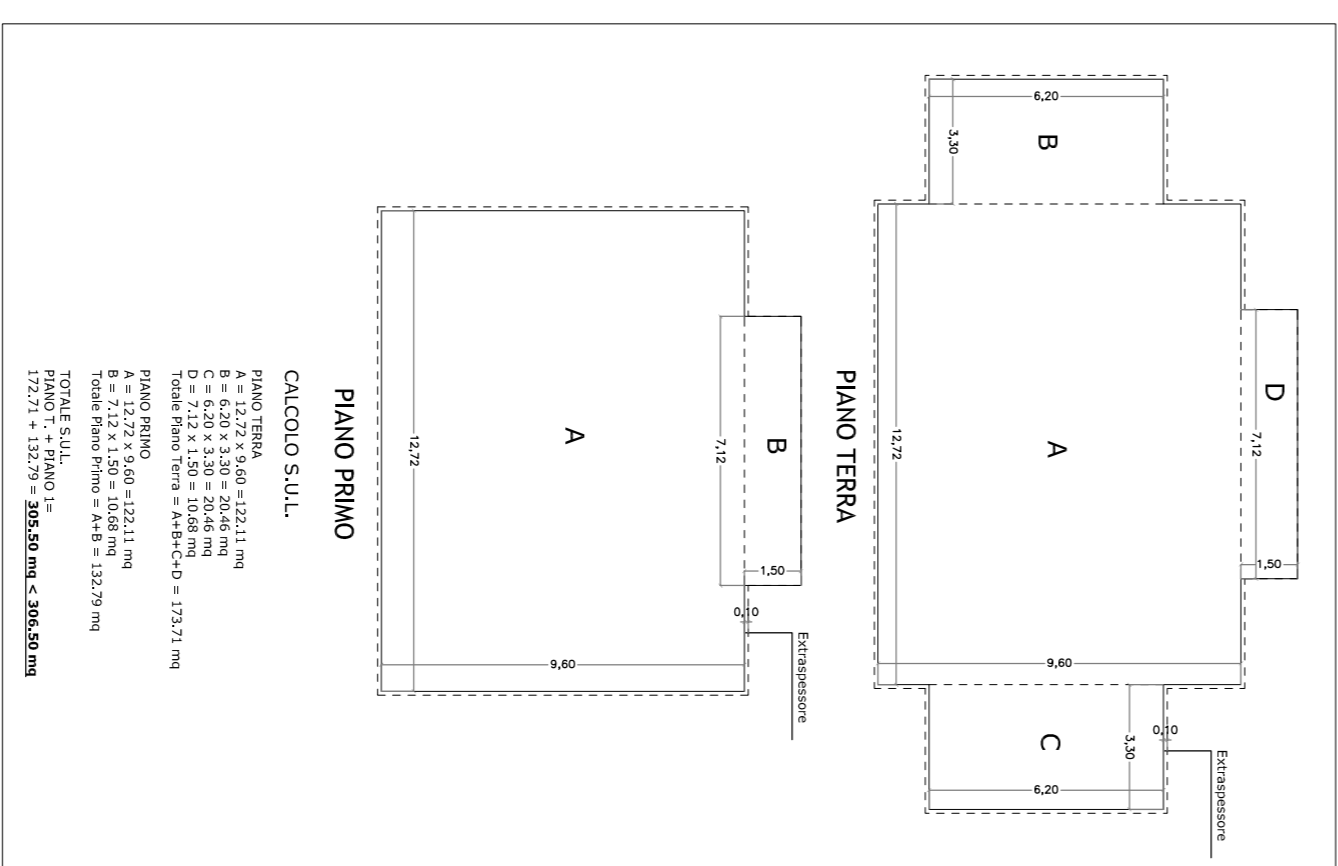 D
7,12
1,50
6,20
3,30
B
A
12,72
9,60
C
3,30
6,20
0,10
Extraspessore
PIANO TERRA
B
7,12
1,50
0,10
Extraspessore
A
12,72
9,60
PIANO PRIMO
CALCOLO S.U.L.
PIANO TERRA
A = 12.72 x 9.60 =122.11 mq
B = 6.20 x 3.30 = 20.46 mq
C = 6.20 x 3.30 = 20.46 mq
D = 7.12 x 1.50 = 10.68 mq
Totale Piano Terra = A+B+C+D = 173.71 mq
PIANO PRIMO
A = 12.72 x 9.60 =122.11 mq
B = 7.12 x 1.50 = 10.68 mq
Totale Piano Primo = A+B = 132.79 mq
TOTALE S.U.L.
PIANO T. + PIANO 1=
172.71 + 132.79 = 305.50 mq < 306.50 mq